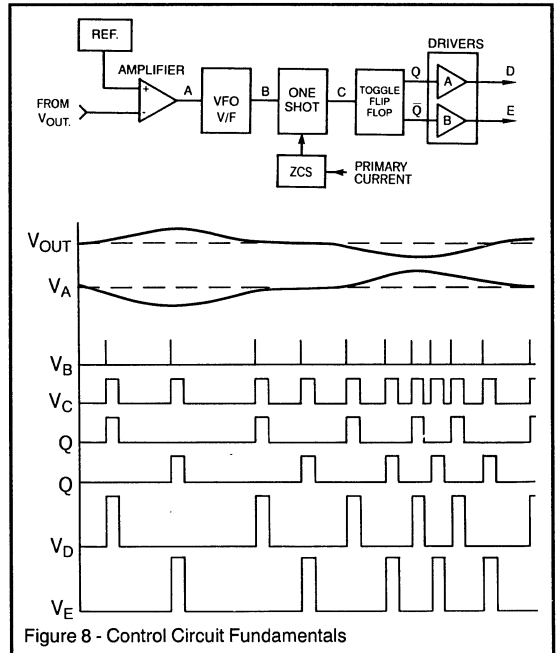 REF.
AMPLIFIER
DRIVERS
+
-
A
B
C
Q
Q̅
A
B
D
E
FROM
VOUT.
VFO
V/F
ONE
SHOT
TOGGLE
FLIP
FLOP
ZCS
PRIMARY
CURRENT
VOUT
VA
VB
VC
Q
Q
VD
VE
Figure 8 - Control Circuit Fundamentals